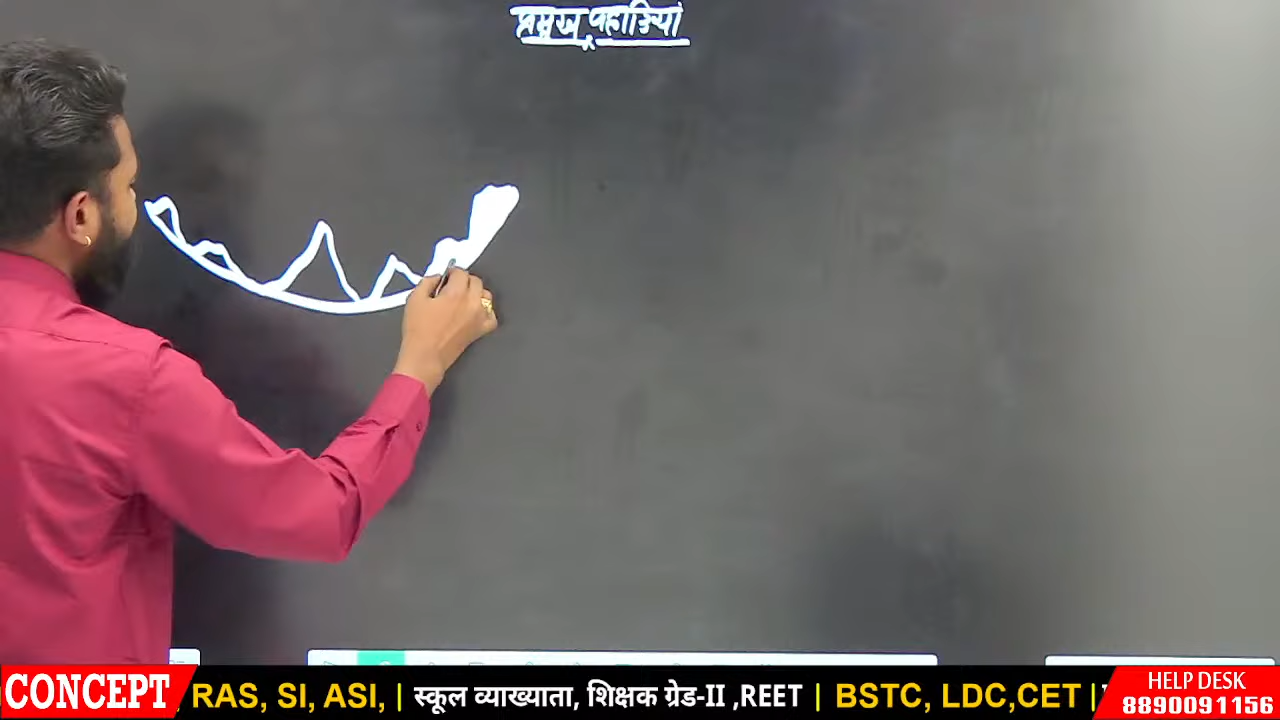 प्रमुख पहाड़ियां
CONCEPT
RAS, SI, ASI, | स्कूल व्याख्याता, शिक्षक ग्रेड-II ,REET | BSTC, LDC,CET |
HELP DESK
8890091156